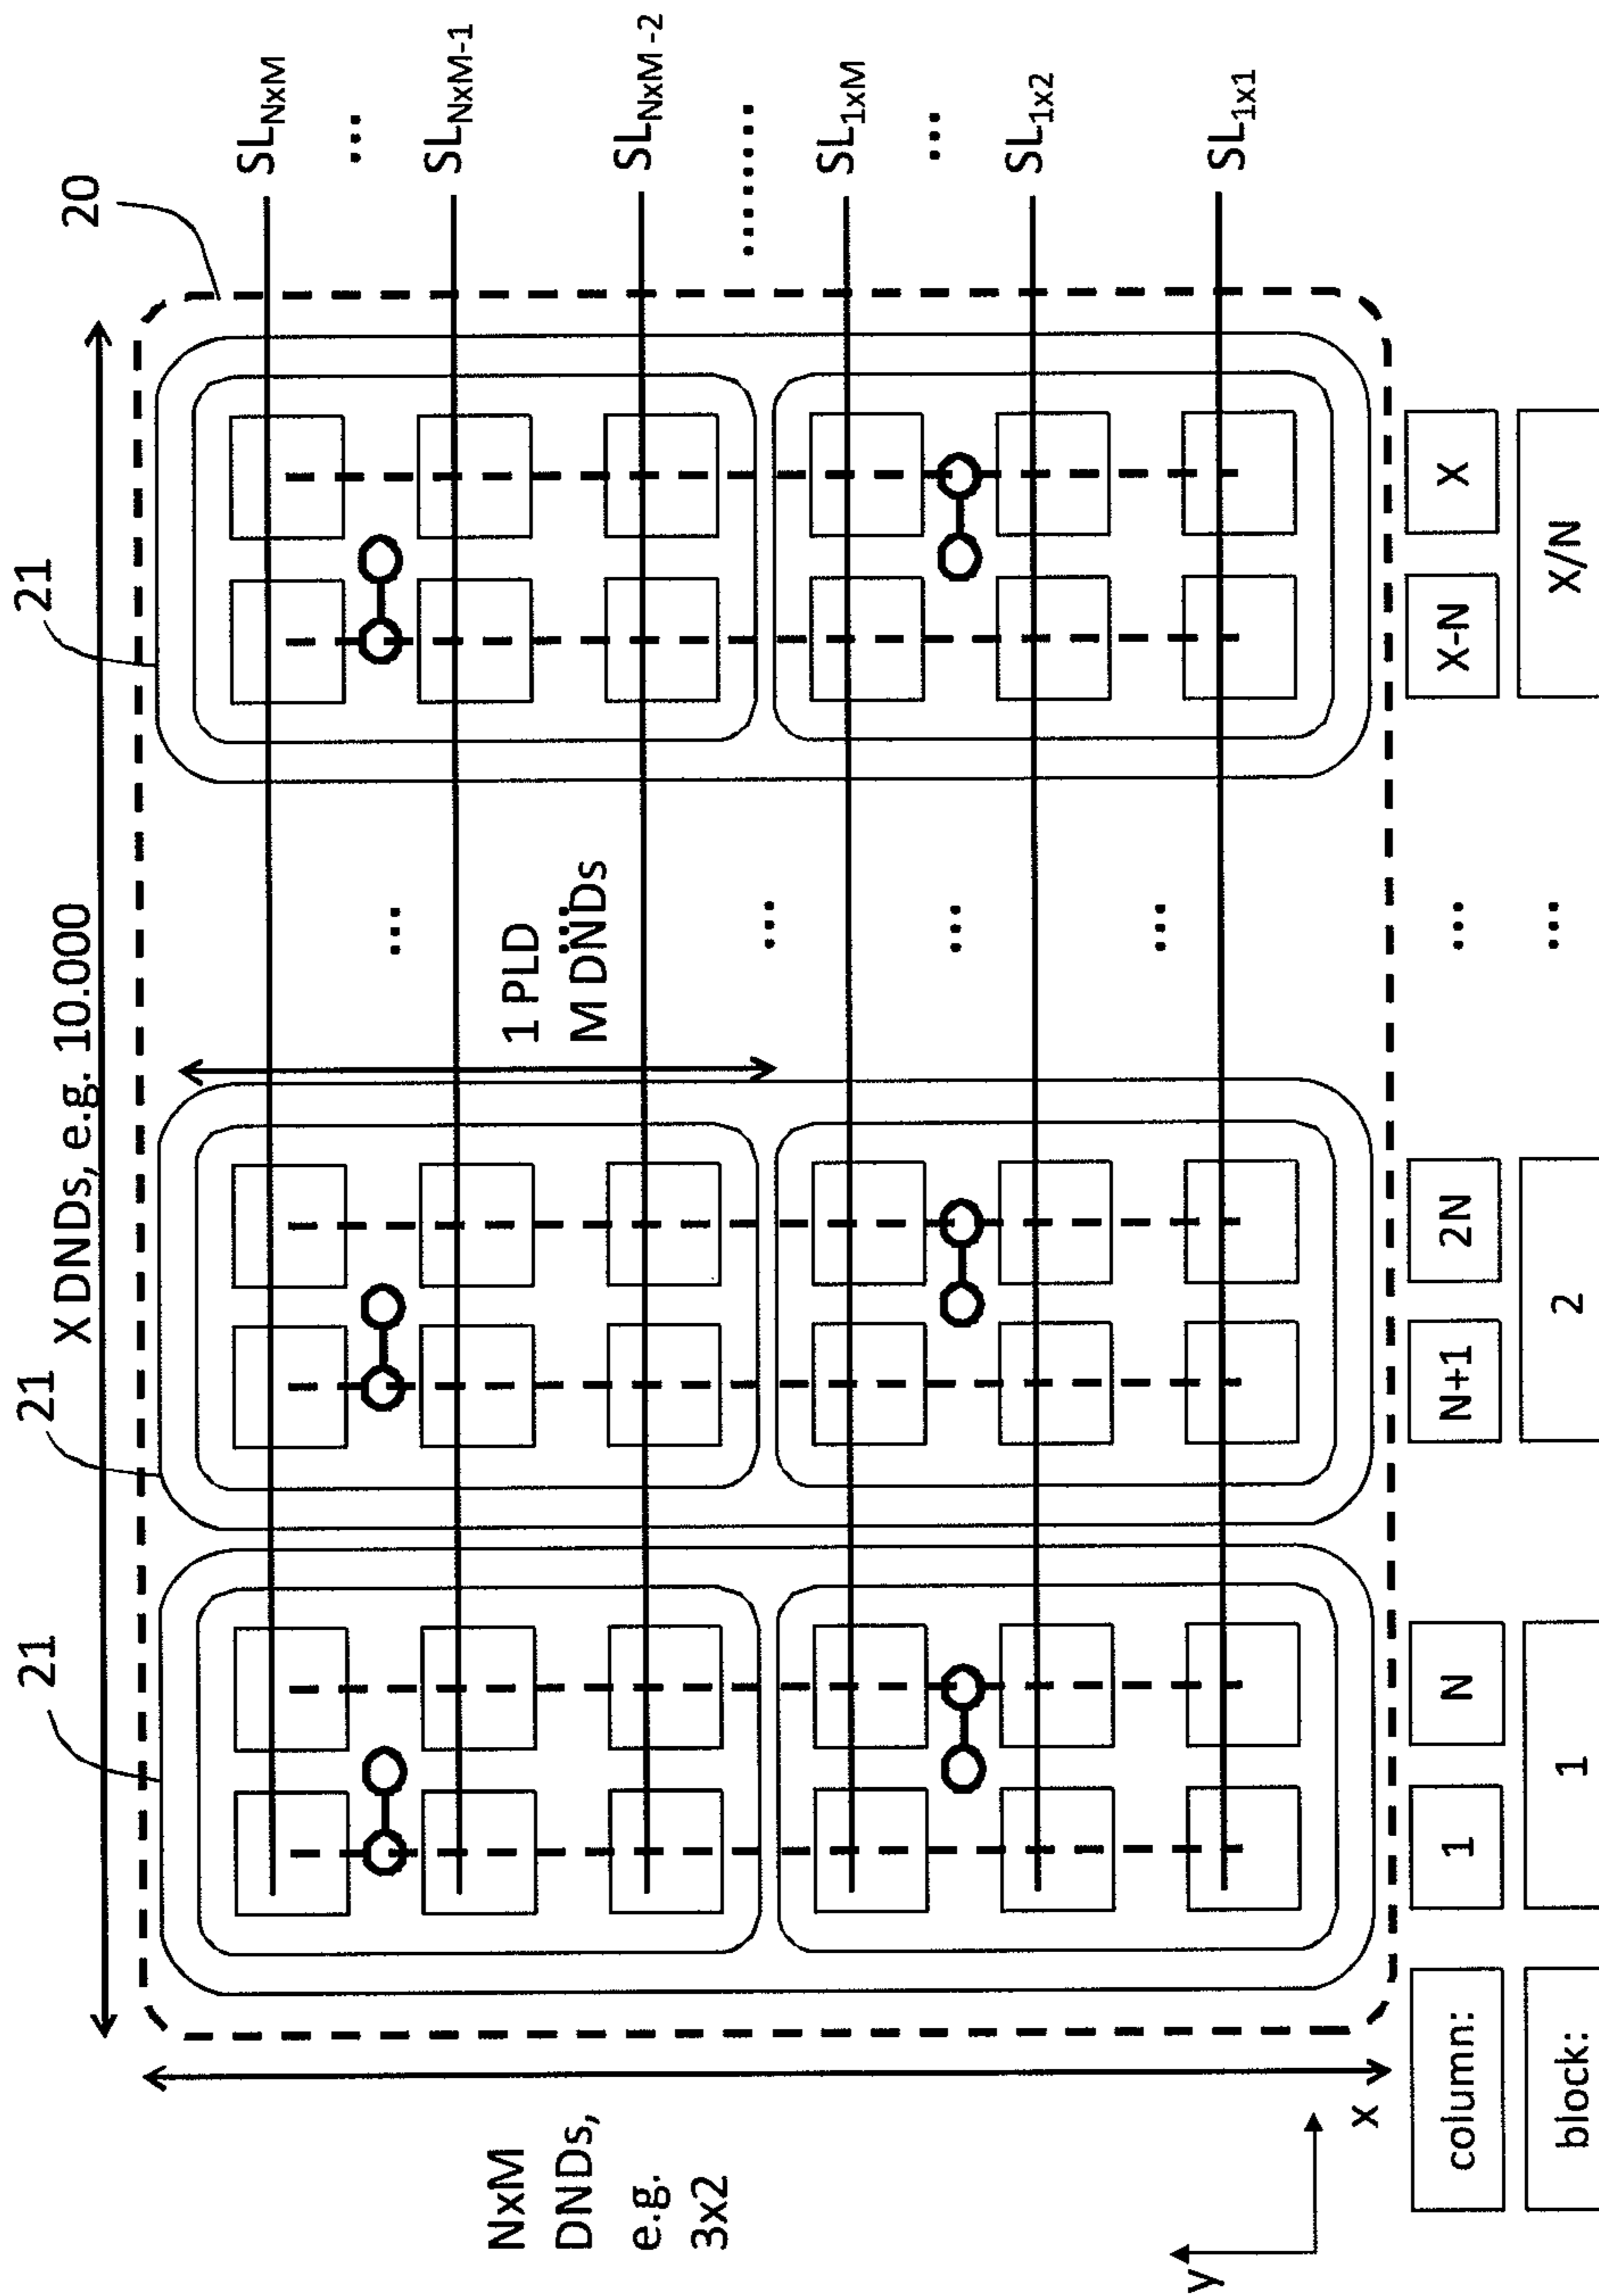 X DNDs, e.g. 10.000
20
21
21
21
SL_NxM
...
SL_NxM-1
SL_NxM-2
........
SL_1xM
...
SL_1x2
SL_1x1
NxM
DNDs,
e.g.
3x2
1 PLD
...
M DNDs
...
...
...
...
y
x
column:
1
N
N+1
2N
...
X-N
X
block:
1
2
...
X/N